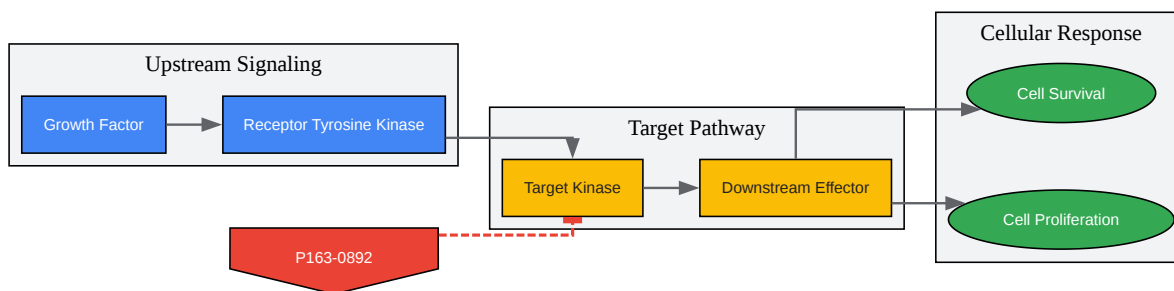 Upstream Signaling
Growth Factor
Receptor Tyrosine Kinase
Target Pathway
Target Kinase
Downstream Effector
Cellular Response
Cell Survival
Cell Proliferation
P163-0892